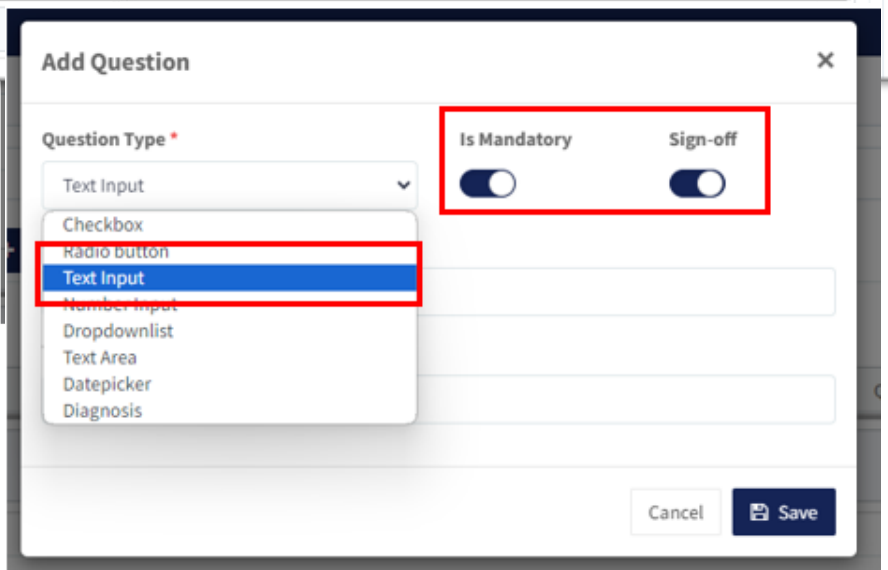 Add Question
×
Question Type *
Is Mandatory
Sign-off
Text Input
Checkbox
Radio button
Text Input
Number Input
Dropdownlist
Text Area
Datepicker
Diagnosis
Cancel
Save